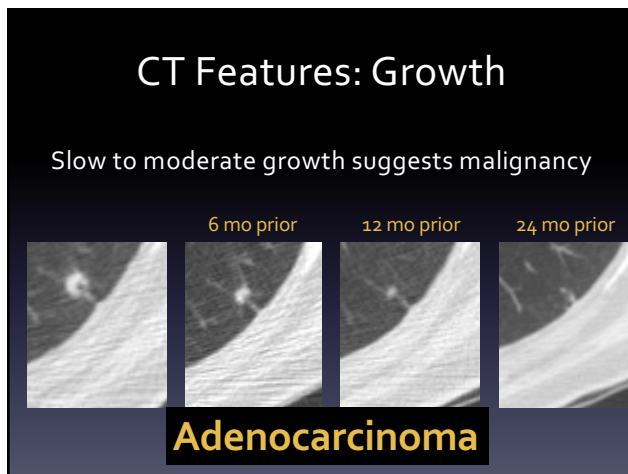 CT Features: Growth
Slow to moderate growth suggests malignancy
6 mo prior
12 mo prior
24 mo prior
Adenocarcinoma